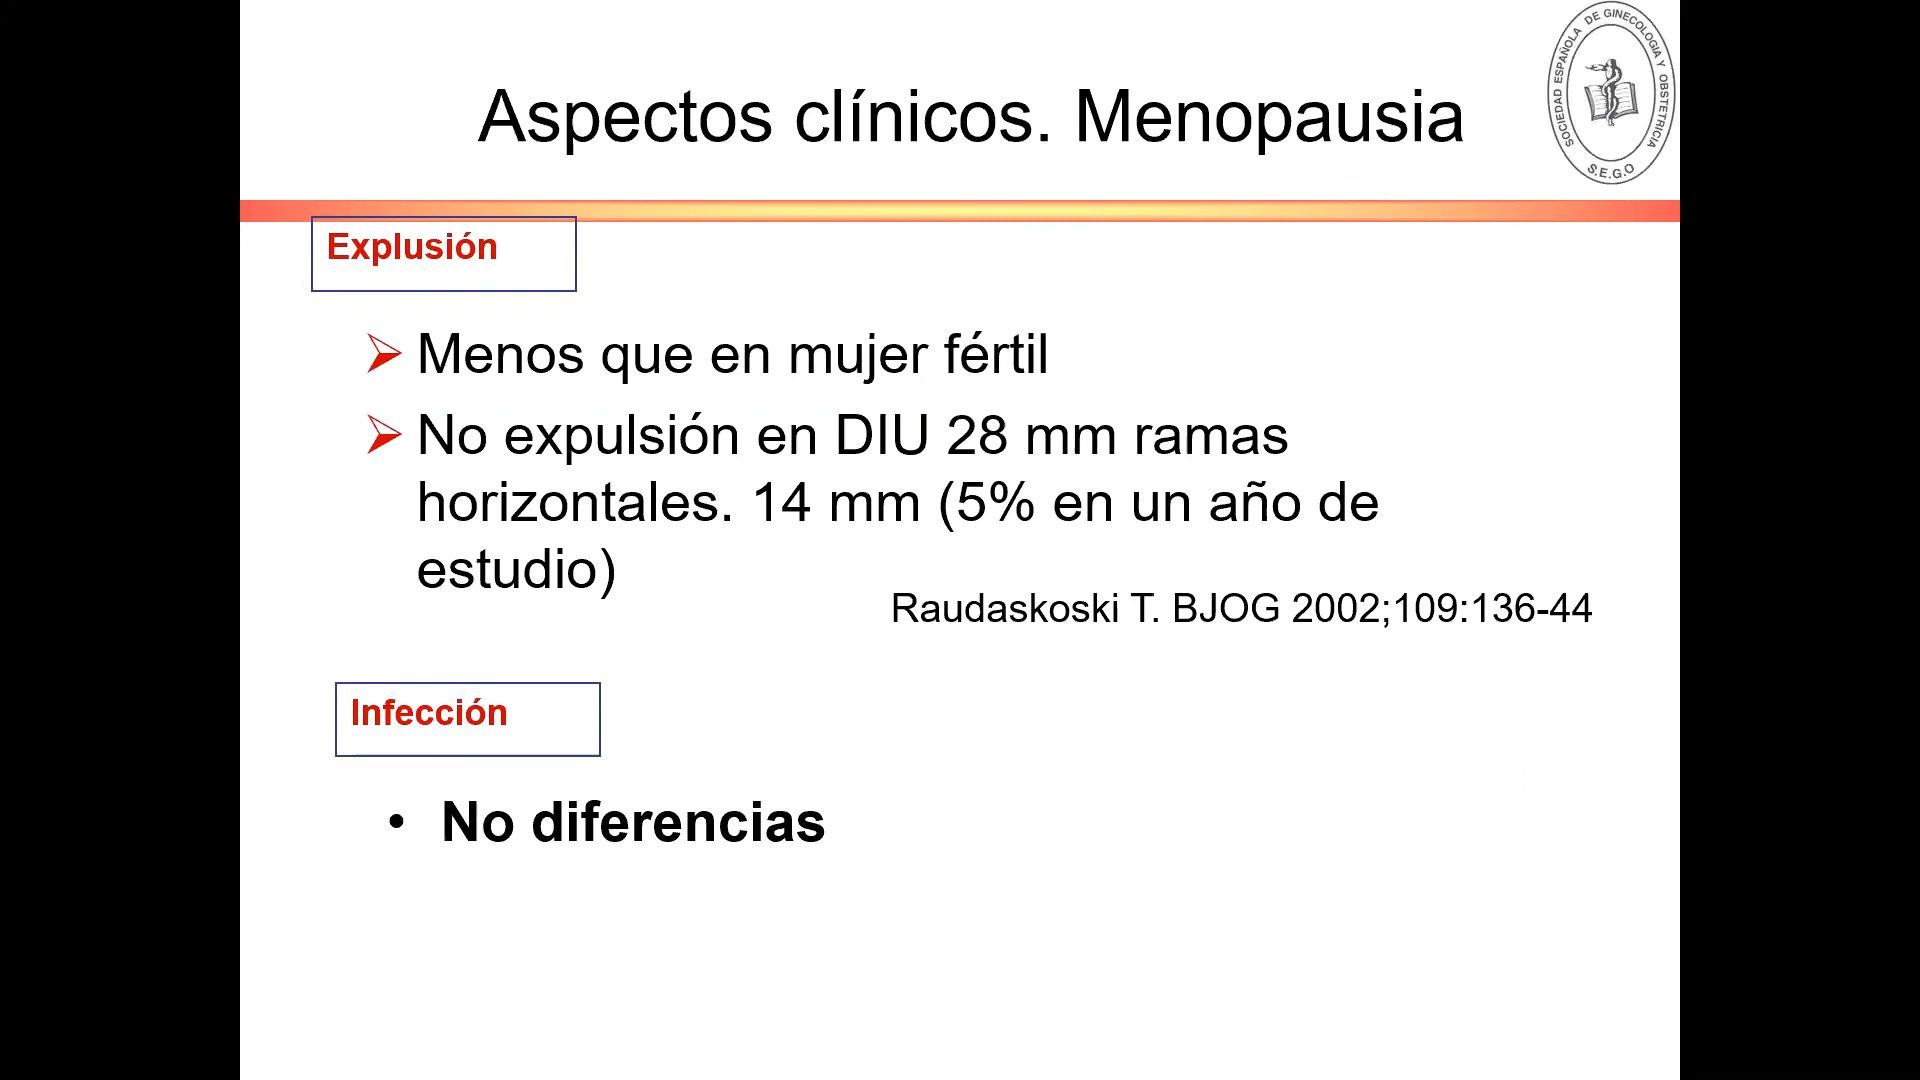 SOCIEDAD ESPAÑOLA DE GINECOLOGIA Y OBSTETRICIA
S.E.G.O
Aspectos clínicos. Menopausia
Explusión
Menos que en mujer fértil
No expulsión en DIU 28 mm ramas
horizontales. 14 mm (5% en un año de
estudio)
Raudaskoski T. BJOG 2002;109:136-44
Infección
• No diferencias